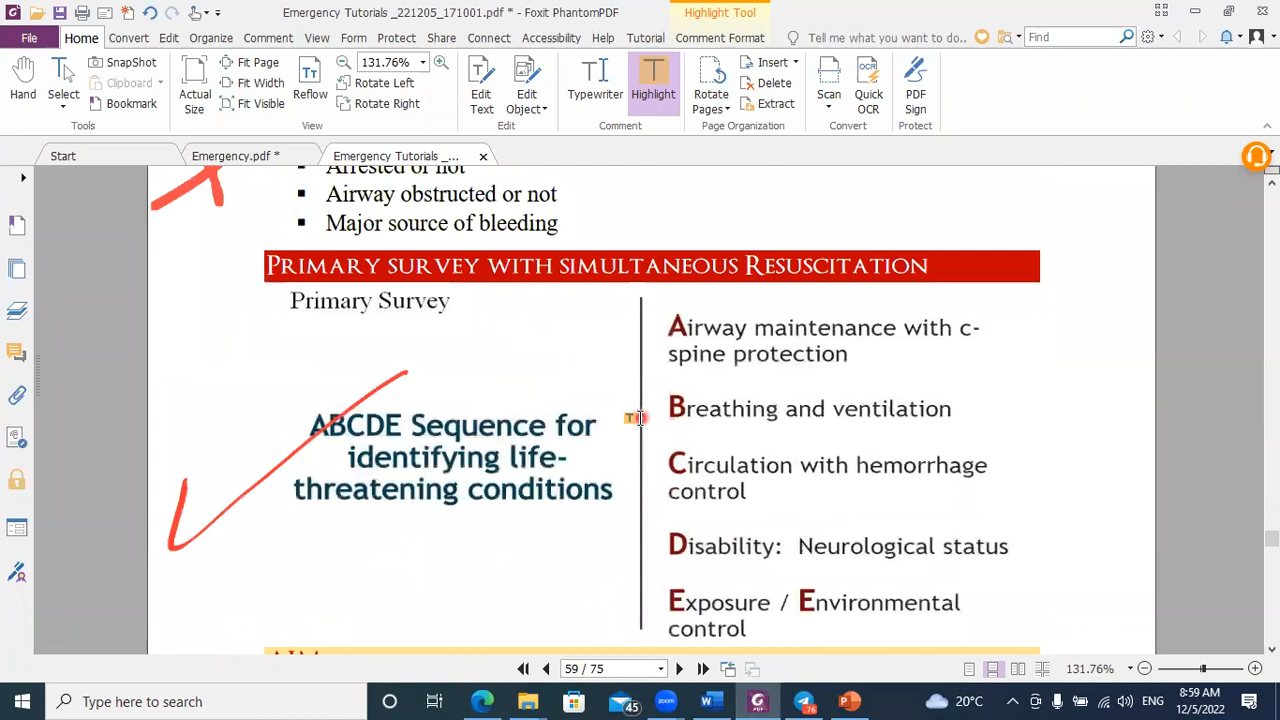 Emergency Tutorials _221205_171001.pdf * - Foxit PhantomPDF
Highlight Tool
File Home Convert Edit Organize Comment View Form Protect Share Connect Accessibility Help Tutorial Comment Format
Tell me what you want to do...
Find
Hand
Select
SnapShot
Clipboard
Bookmark
Tools
Actual Size
Fit Page
Fit Width
Fit Visible
Reflow
131.76%
Rotate Left
Rotate Right
View
Edit Text
Edit Object
Edit
Typewriter
Highlight
Comment
Rotate Pages
Insert
Delete
Extract
Page Organization
Scan
Quick OCR
Convert
PDF Sign
Protect
Start
Emergency.pdf *
Emergency Tutorials _...
Arrested or not
Airway obstructed or not
Major source of bleeding
PRIMARY SURVEY WITH SIMULTANEOUS RESUSCITATION
Primary Survey
ABCDE Sequence for
identifying life-
threatening conditions
Airway maintenance with c-
spine protection
Breathing and ventilation
Circulation with hemorrhage
control
Disability: Neurological status
Exposure / Environmental
control
59 / 75
131.76%
Type here to search
45
zoom
76
20°C
8:59 AM
12/5/2022